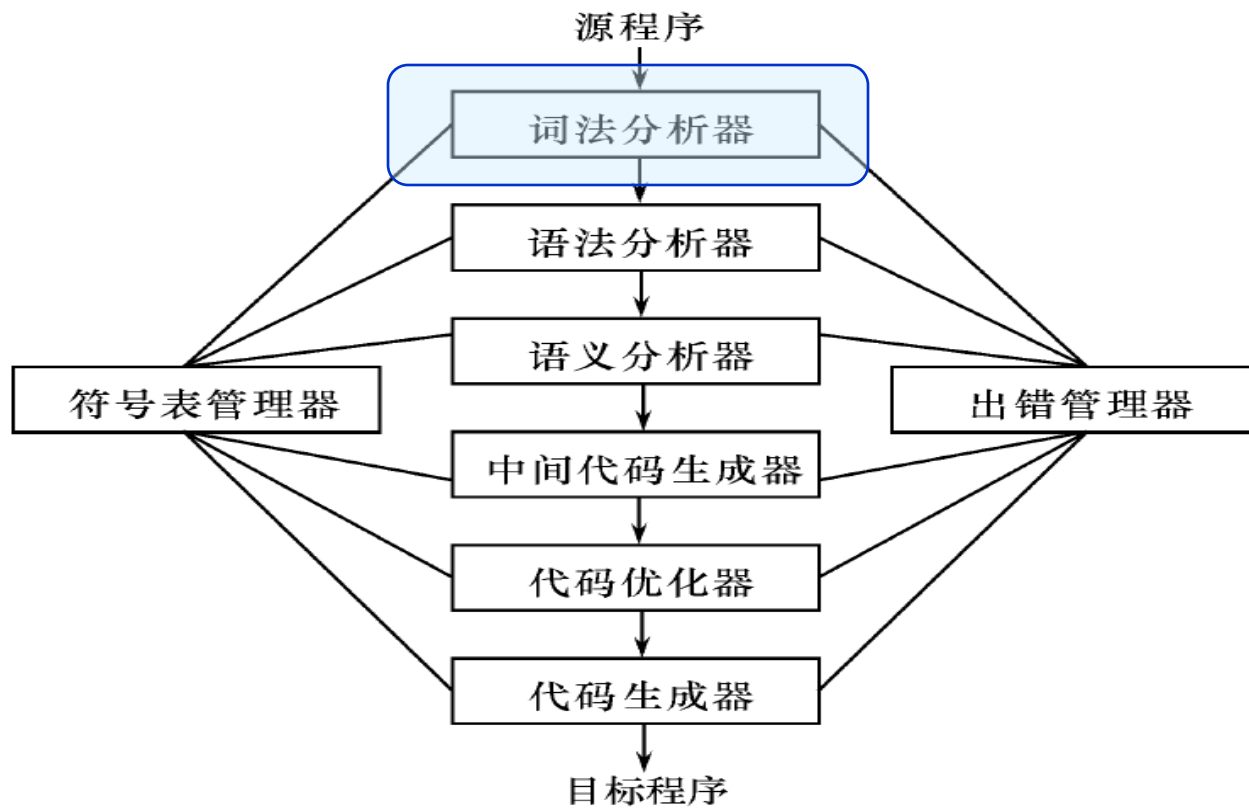 源程序
词法分析器
语法分析器
语义分析器
符号表管理器
出错管理器
中间代码生成器
代码优化器
代码生成器
目标程序